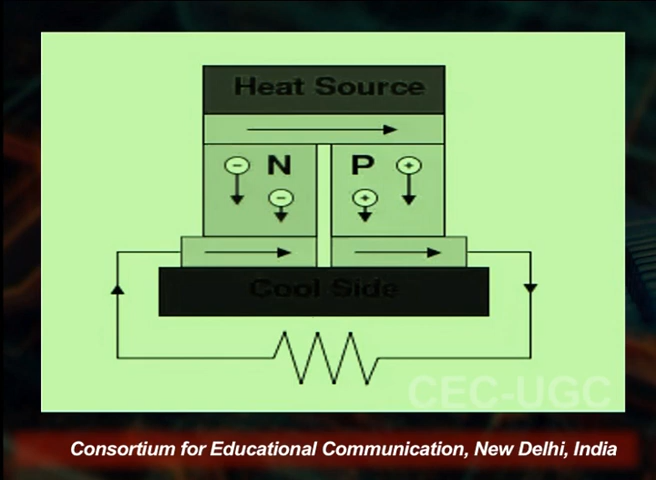 Heat Source
N P
Cool Side
CEC-UGC
Consortium for Educational Communication, New Delhi, India